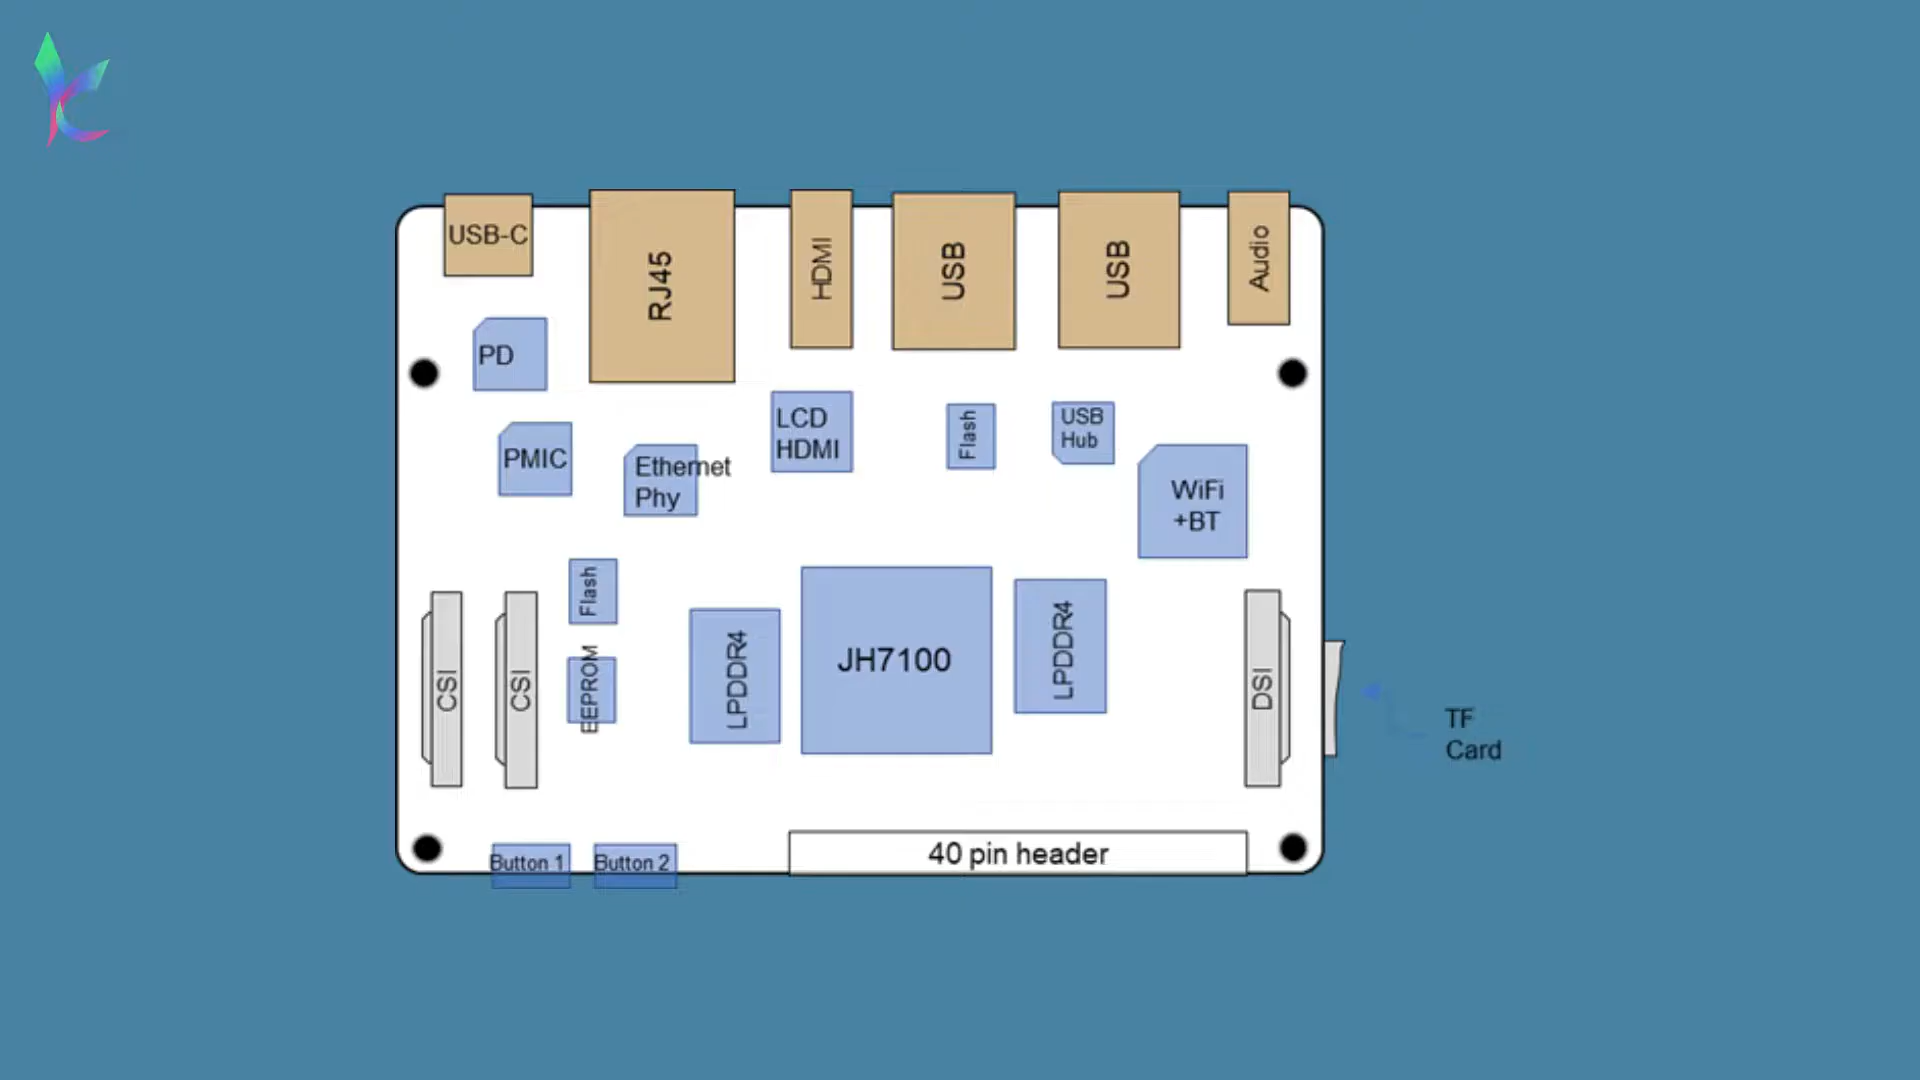 USB-C
RJ45
HDMI
USB
USB
Audio
PD
LCD
HDMI
Flash
USB
Hub
PMIC
Ethernet
Phy
WiFi
+BT
Flash
CSI
CSI
EEPROM
LPDDR4
JH7100
LPDDR4
DSI
TF
Card
Button 1
Button 2
40 pin header